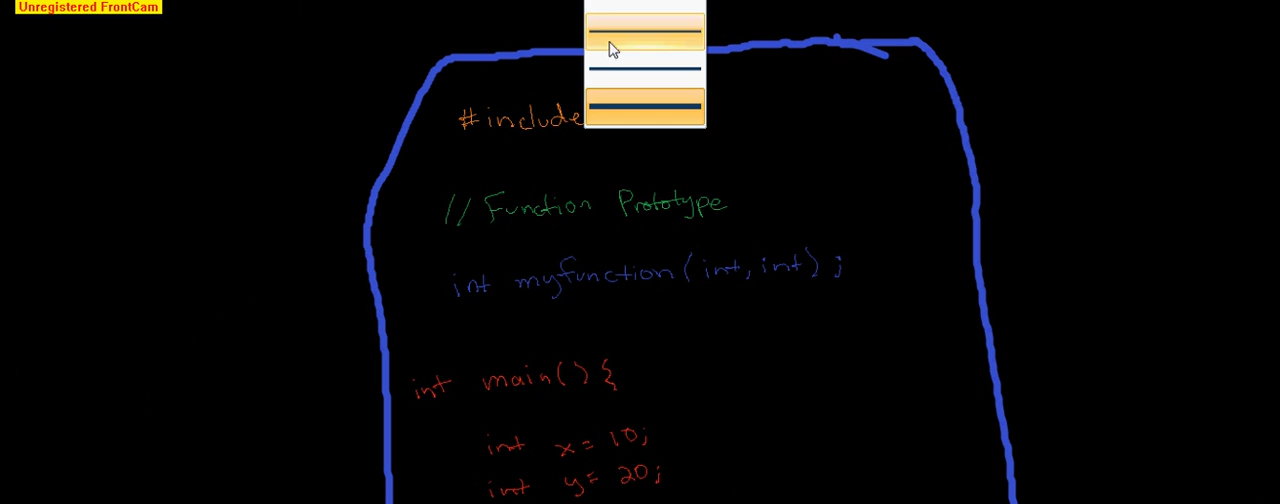 Unregistered FrontCam
#include
// Function Prototype
int myfunction(int, int);
int main() {
int x = 10;
int y = 20;